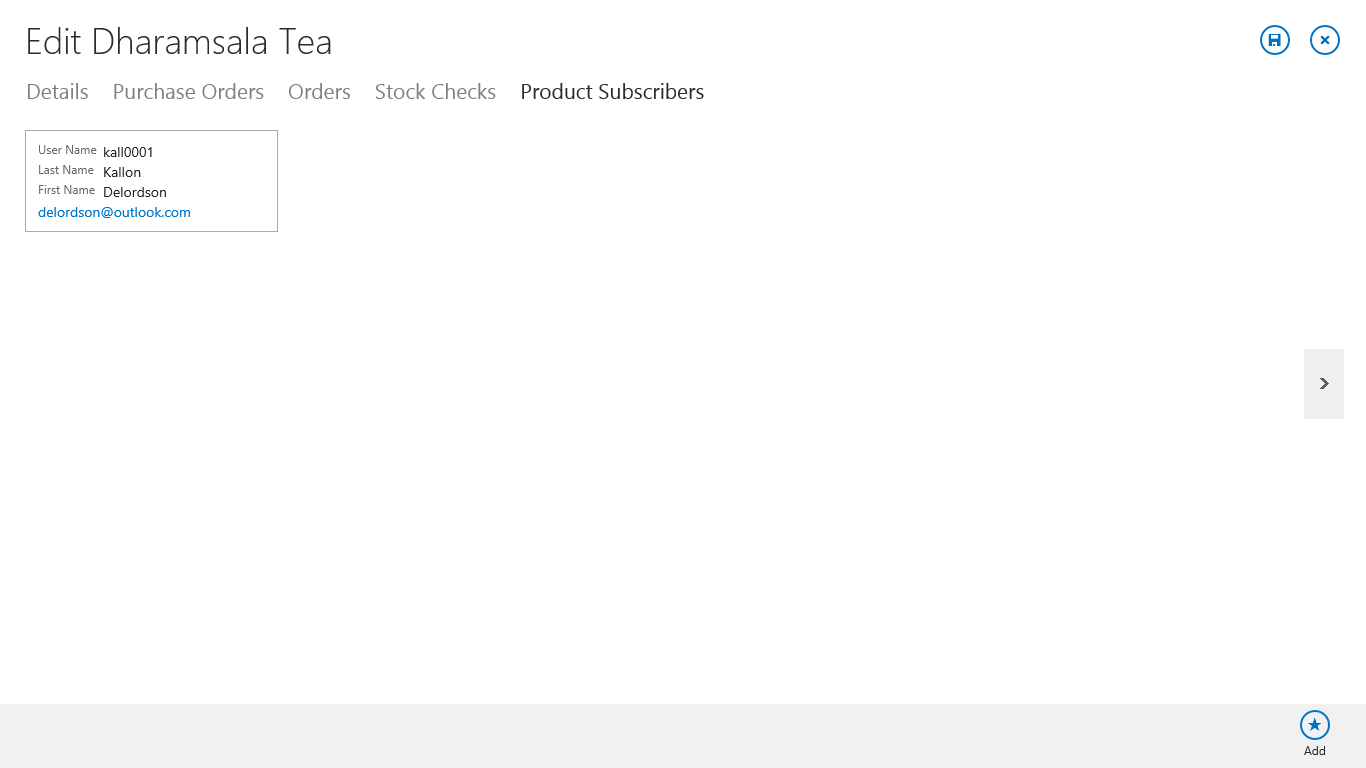 Edit Dharamsala Tea
Details Purchase Orders Orders Stock Checks Product Subscribers
User Name kall0001
Last Name Kallon
First Name Delordson
delordson@outlook.com
Add